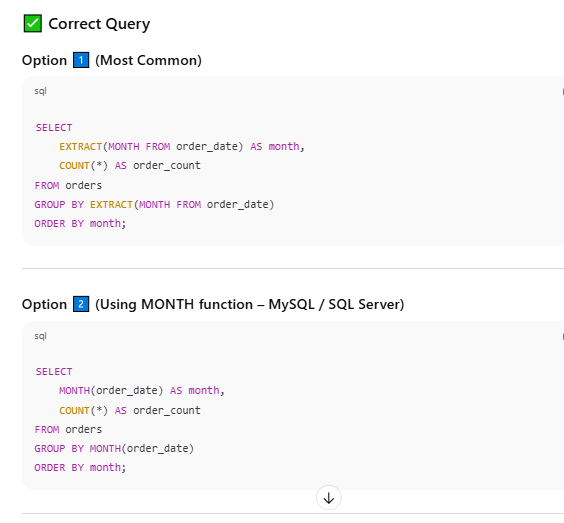 ✅ Correct Query
Option 1️⃣ (Most Common)
sql
SELECT
    EXTRACT(MONTH FROM order_date) AS month,
    COUNT(*) AS order_count
FROM orders
GROUP BY EXTRACT(MONTH FROM order_date)
ORDER BY month;
Option 2️⃣ (Using MONTH function – MySQL / SQL Server)
sql
SELECT
    MONTH(order_date) AS month,
    COUNT(*) AS order_count
FROM orders
GROUP BY MONTH(order_date)
ORDER BY month;